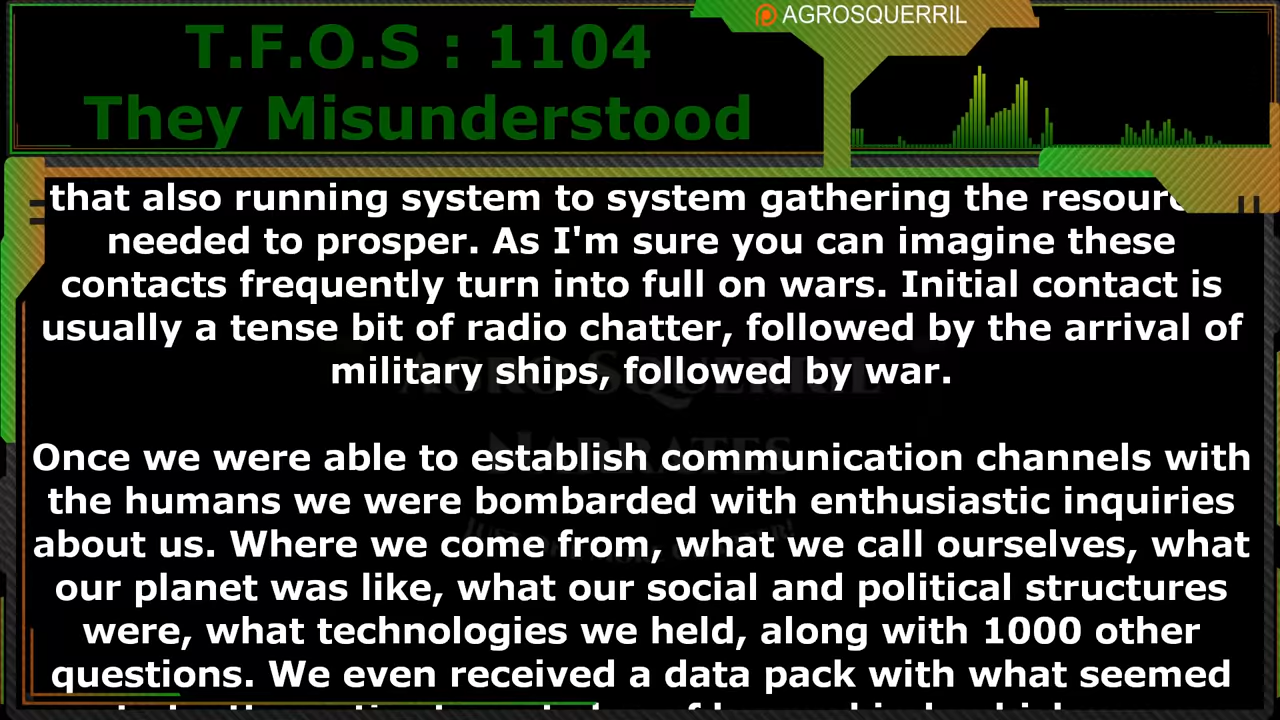 AGROSQUERRIL
T.F.O.S : 1104
They Misunderstood
that also running system to system gathering the
needed to prosper. As I'm sure you can imagine these
contacts frequently turn into full on wars. Initial contact is
usually a tense bit of radio chatter, followed by the arrival of
military ships, followed by war.
Once we were able to establish communication channels with
the humans we were bombarded with enthusiastic inquiries
about us. Where we come from, what we call ourselves, what
our planet was like, what our social and political structures
were, what technologies we held, along with 1000 other
questions. We even received a data pack with what seemed